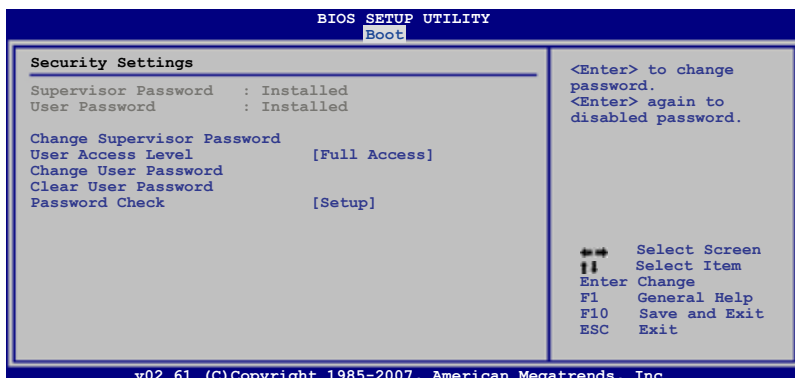 BIOS SETUP UTILITY
Boot
Security Settings
Supervisor Password : Installed
User Password : Installed
Change Supervisor Password
User Access Level [Full Access]
Change User Password
Clear User Password
Password Check [Setup]
<Enter> to change
password.
<Enter> again to
disabled password.
←→ Select Screen
↑↓ Select Item
Enter Change
F1 General Help
F10 Save and Exit
ESC Exit
v02.61 (C)Copyright 1985-2007, American Megatrends, Inc.